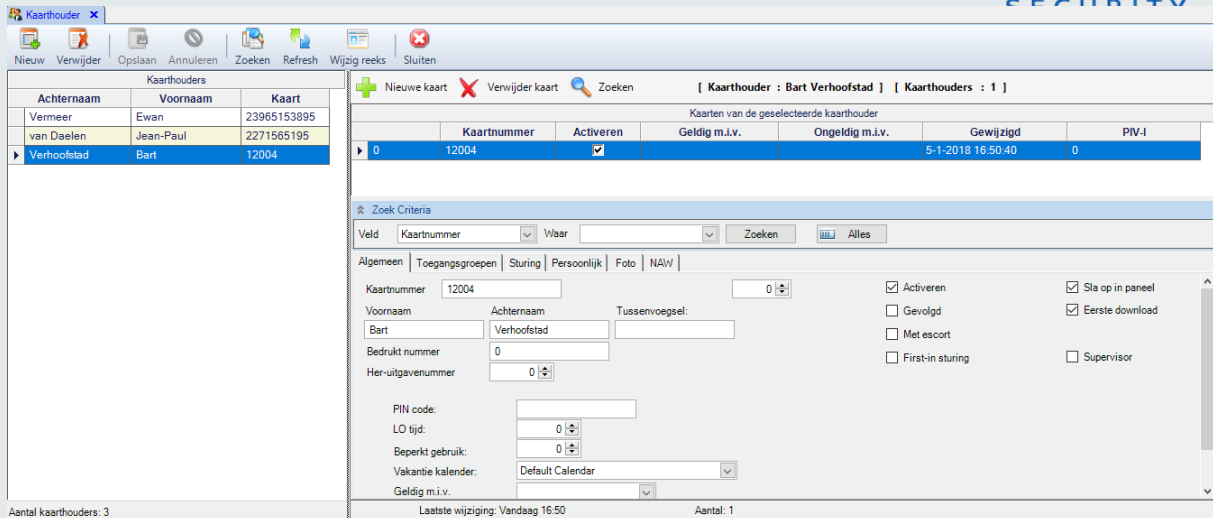 SECURITY
Kaarthouder
Nieuw Verwijder Opslaan Annuleren Zoeken Refresh Wijzig reeks Sluiten
Kaarthouders
Achternaam Voornaam Kaart
Vermeer Ewan 23965153895
van Daelen Jean-Paul 2271565195
Verhoofstad Bart 12004
Aantal kaarthouders: 3
Nieuwe kaart Verwijder kaart Zoeken [ Kaarthouder : Bart Verhoofstad ] [ Kaarthouders : 1 ]
Kaarten van de geselecteerde kaarthouder
Kaartnummer Activeren Geldig m.i.v. Ongeldig m.i.v. Gewijzigd PIV-I
0 12004 5-1-2018 16:50:40 0
Zoek Criteria
Veld Kaartnummer Waar Zoeken Alles
Algemeen Toegangsgroepen Sturing Persoonlijk Foto NAW
Kaartnummer 12004 0 Activeren Sla op in paneel
Voornaam Achternaam Tussenvoegsel: Gevolgd Eerste download
Bart Verhoofstad Met escort
Bedrukt nummer 0 First-in sturing Supervisor
Her-uitgavenummer 0
PIN code:
LO tijd: 0
Beperkt gebruik: 0
Vakantie kalender: Default Calendar
Geldig m.i.v.
Laatste wijziging: Vandaag 16:50 Aantal: 1